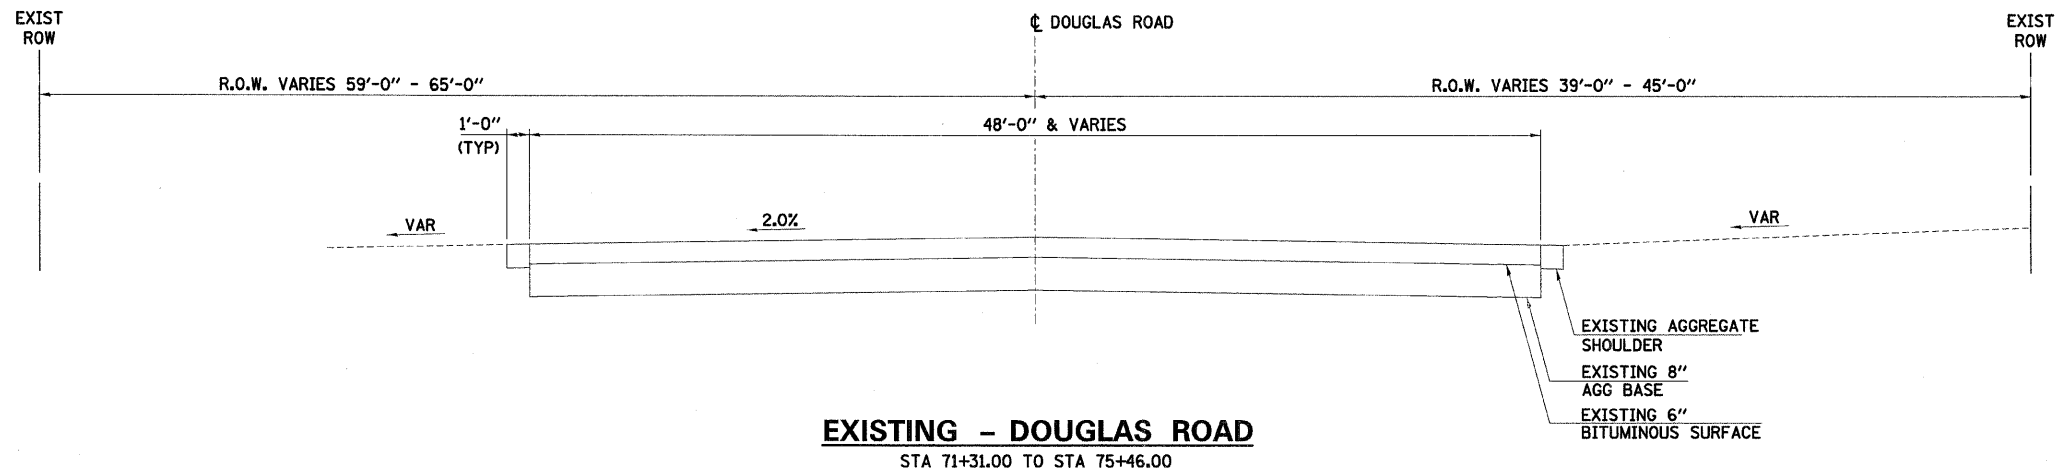 EXIST
ROW
℄ DOUGLAS ROAD
EXIST
ROW
R.O.W. VARIES 59'-0" - 65'-0"
R.O.W. VARIES 39'-0" - 45'-0"
1'-0"
(TYP)
48'-0" & VARIES
VAR
2.0%
VAR
EXISTING AGGREGATE
SHOULDER
EXISTING 8"
AGG BASE
EXISTING 6"
BITUMINOUS SURFACE
EXISTING - DOUGLAS ROAD
STA 71+31.00 TO STA 75+46.00